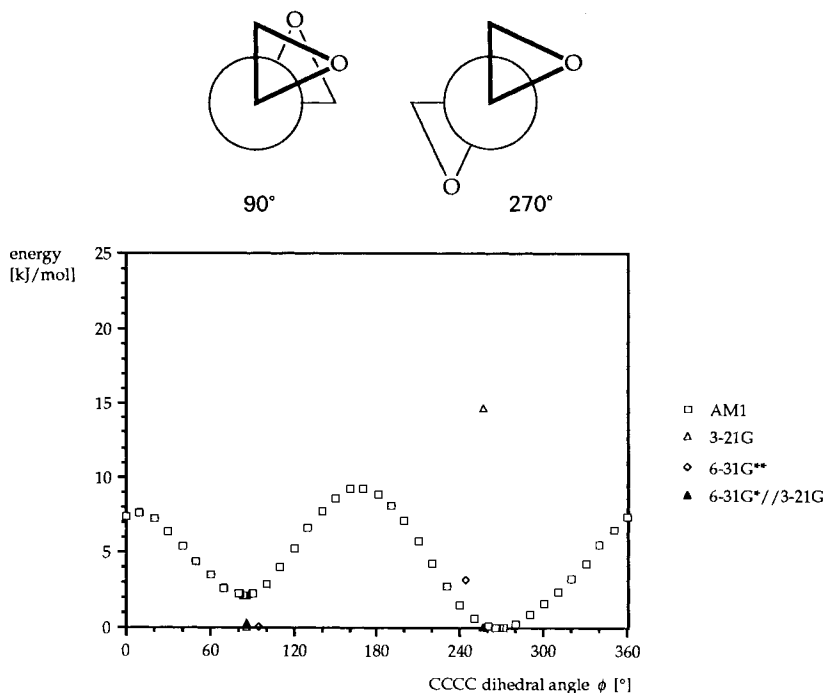 O
O
O
O
90°
270°
energy
[kJ/mol]
25
20
15
10
5
0
0
60
120
180
240
300
360
CCCC dihedral angle φ [°]
AM1
3-21G
6-31G**
6-31G*//3-21G